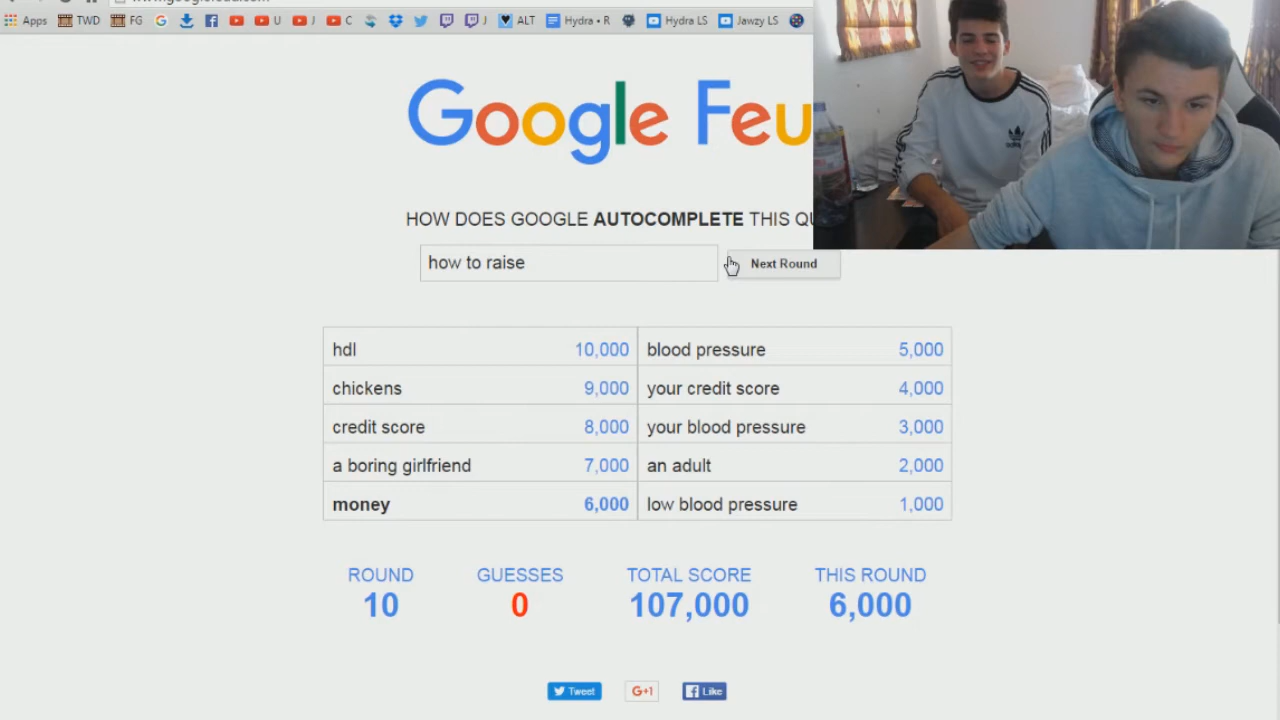 Apps TWD FG U J C J ALT Hydra • R Hydra LS Jawzy LS
Google Feu
HOW DOES GOOGLE AUTOCOMPLETE THIS QU
how to raise
Next Round
hdl 10,000 blood pressure 5,000
chickens 9,000 your credit score 4,000
credit score 8,000 your blood pressure 3,000
a boring girlfriend 7,000 an adult 2,000
money 6,000 low blood pressure 1,000
ROUND GUESSES TOTAL SCORE THIS ROUND
10 0 107,000 6,000
Tweet G+1 Like